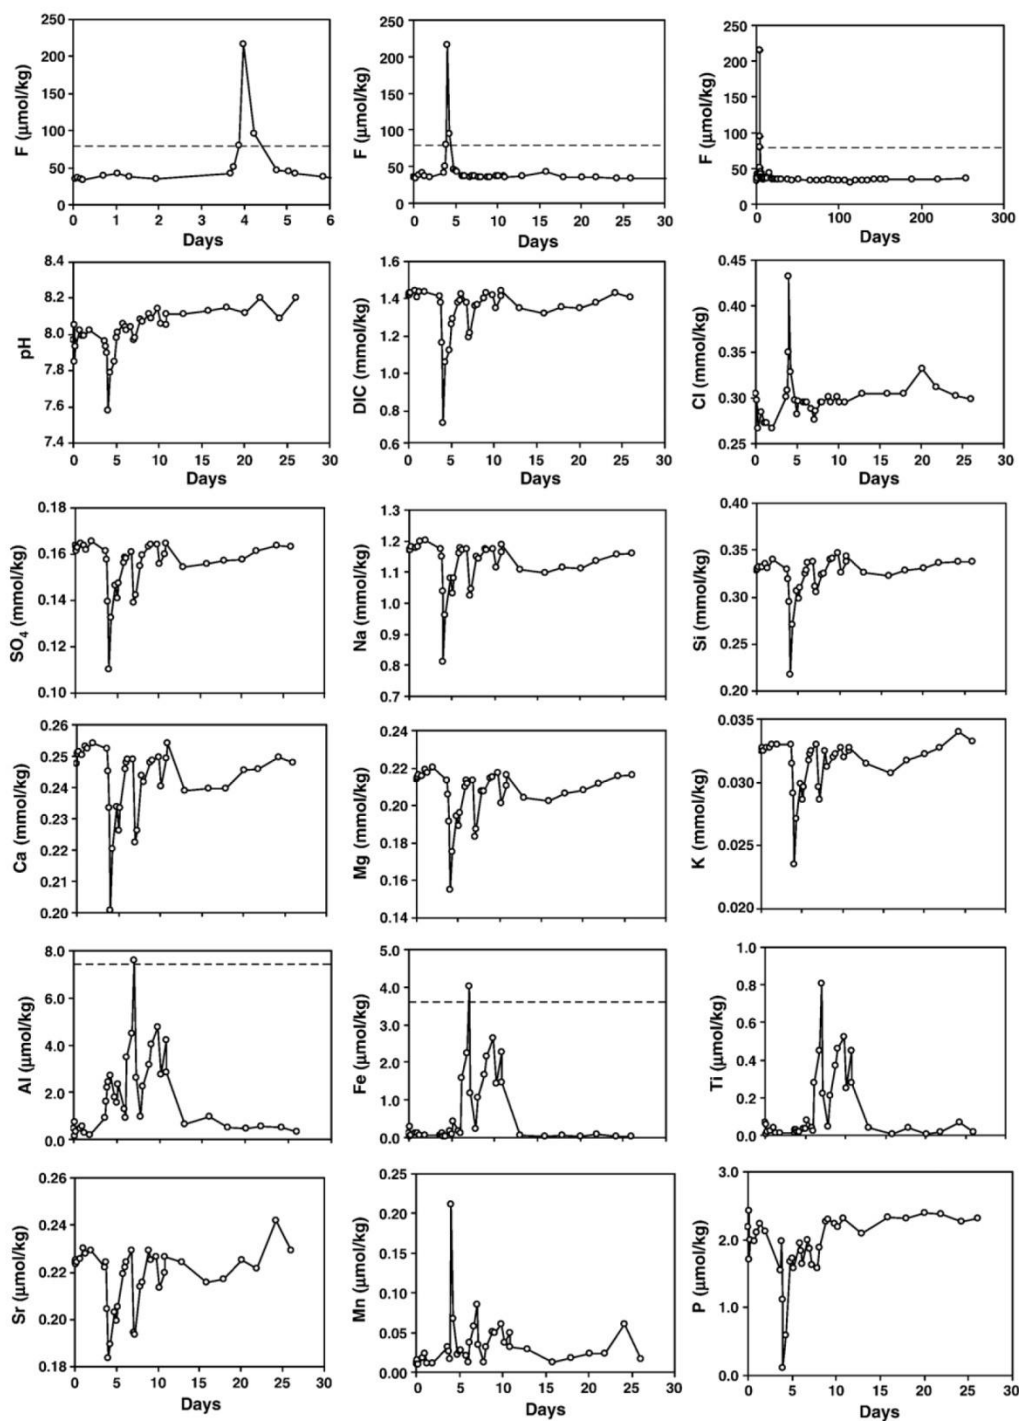 F (μmol/kg)
250
200
150
100
50
0
0 1 2 3 4 5 6
Days
F (μmol/kg)
250
200
150
100
50
0
0 5 10 15 20 25 30
Days
F (μmol/kg)
250
200
150
100
50
0
0 100 200 300
Days
pH
8.4
8.2
8.0
7.8
7.6
7.4
0 5 10 15 20 25 30
Days
DIC (mmol/kg)
1.6
1.4
1.2
1.0
0.8
0.6
0 5 10 15 20 25 30
Days
Cl (mmol/kg)
0.45
0.40
0.35
0.30
0.25
0 5 10 15 20 25 30
Days
SO4 (mmol/kg)
0.18
0.16
0.14
0.12
0.10
Na (mmol/kg)
1.3
1.2
1.1
1.0
0.9
0.8
0.7
Si (mmol/kg)
0.40
0.35
0.30
0.25
0.20
Ca (mmol/kg)
0.26
0.25
0.24
0.23
0.22
0.21
0.20
Mg (mmol/kg)
0.24
0.22
0.20
0.18
0.16
0.14
K (mmol/kg)
0.035
0.030
0.025
0.020
Al (μmol/kg)
8.0
6.0
4.0
2.0
0.0
Fe (μmol/kg)
5.0
4.0
3.0
2.0
1.0
0.0
Ti (μmol/kg)
1.0
0.8
0.6
0.4
0.2
0.0
Sr (μmol/kg)
0.26
0.24
0.22
0.20
0.18
0 5 10 15 20 25 30
Days
Mn (μmol/kg)
0.25
0.20
0.15
0.10
0.05
0.00
0 5 10 15 20 25 30
Days
P (μmol/kg)
3.0
2.0
1.0
0.0
0 5 10 15 20 25 30
Days